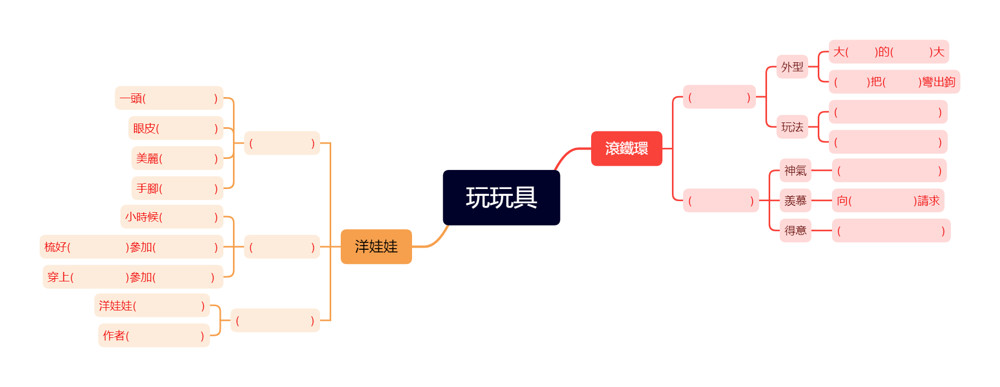 玩玩具
滾鐵環
(　　　)
外型
大(　　)的(　　)大
(　　)把(　　)彎出鉤
玩法
(　　　　　　)
(　　　　　　)
(　　　)
神氣
(　　　　　　)
羨慕
向(　　　)請求
得意
(　　　　　　)
洋娃娃
(　　　)
一頭(　　　)
眼皮(　　　)
美麗(　　　)
手腳(　　　)
(　　　)
小時候(　　　)
梳好(　　　)參加(　　　)
穿上(　　　)參加(　　　)
(　　　)
洋娃娃(　　　)
作者(　　　)